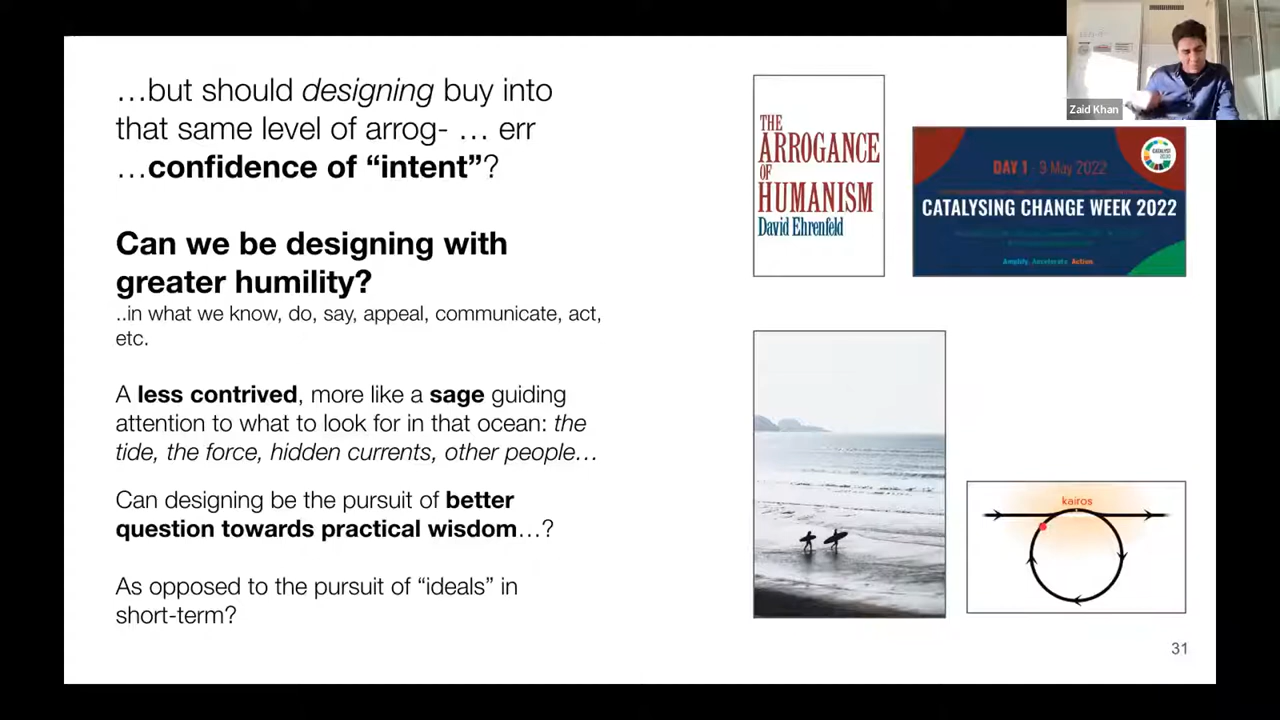 …but should designing buy into
that same level of arrog- … err
…confidence of “intent”?
Can we be designing with
greater humility?
..in what we know, do, say, appeal, communicate, act,
etc.
A less contrived, more like a sage guiding
attention to what to look for in that ocean: the
tide, the force, hidden currents, other people…
Can designing be the pursuit of better
question towards practical wisdom…?
As opposed to the pursuit of “ideals” in
short-term?
THE
ARROGANCE
OF
HUMANISM
David Ehrenfeld
DAY 1 - 9 May 2022
CATALYSING CHANGE WEEK 2022
Amplify. Accelerate. Action.
CATALYST
2030
kairos
31
Zaid Khan